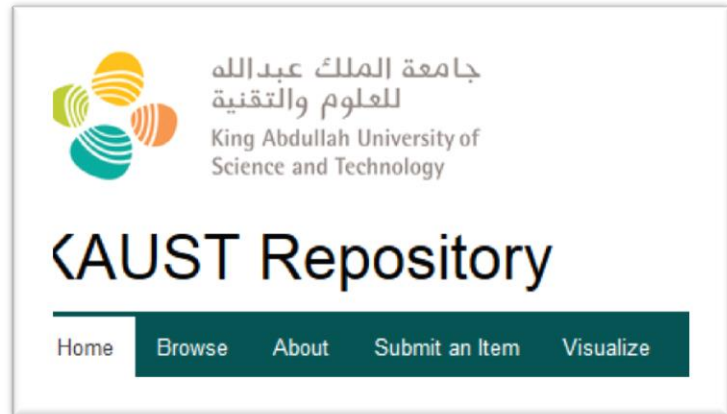 جامعة الملك عبدالله
للعلوم والتقنية
King Abdullah University of
Science and Technology
KAUST Repository
Home Browse About Submit an Item Visualize